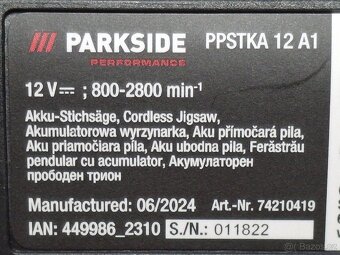 PARKSIDE PPSTKA 12 A1
PERFORMANCE
12 V⎓ ; 800-2800 min⁻¹
Akku-Stichsäge, Cordless Jigsaw,
Akumulatorowa wyrzynarka, Aku přímočará pila,
Aku priamočiara píla, Aku ubodna pila, Ferăstrău
pendular cu acumulator, Акумулаторен
прободен трион
Manufactured: 06/2024 Art.-Nr. 74210419
IAN: 449986_2310 S./N.: 011822